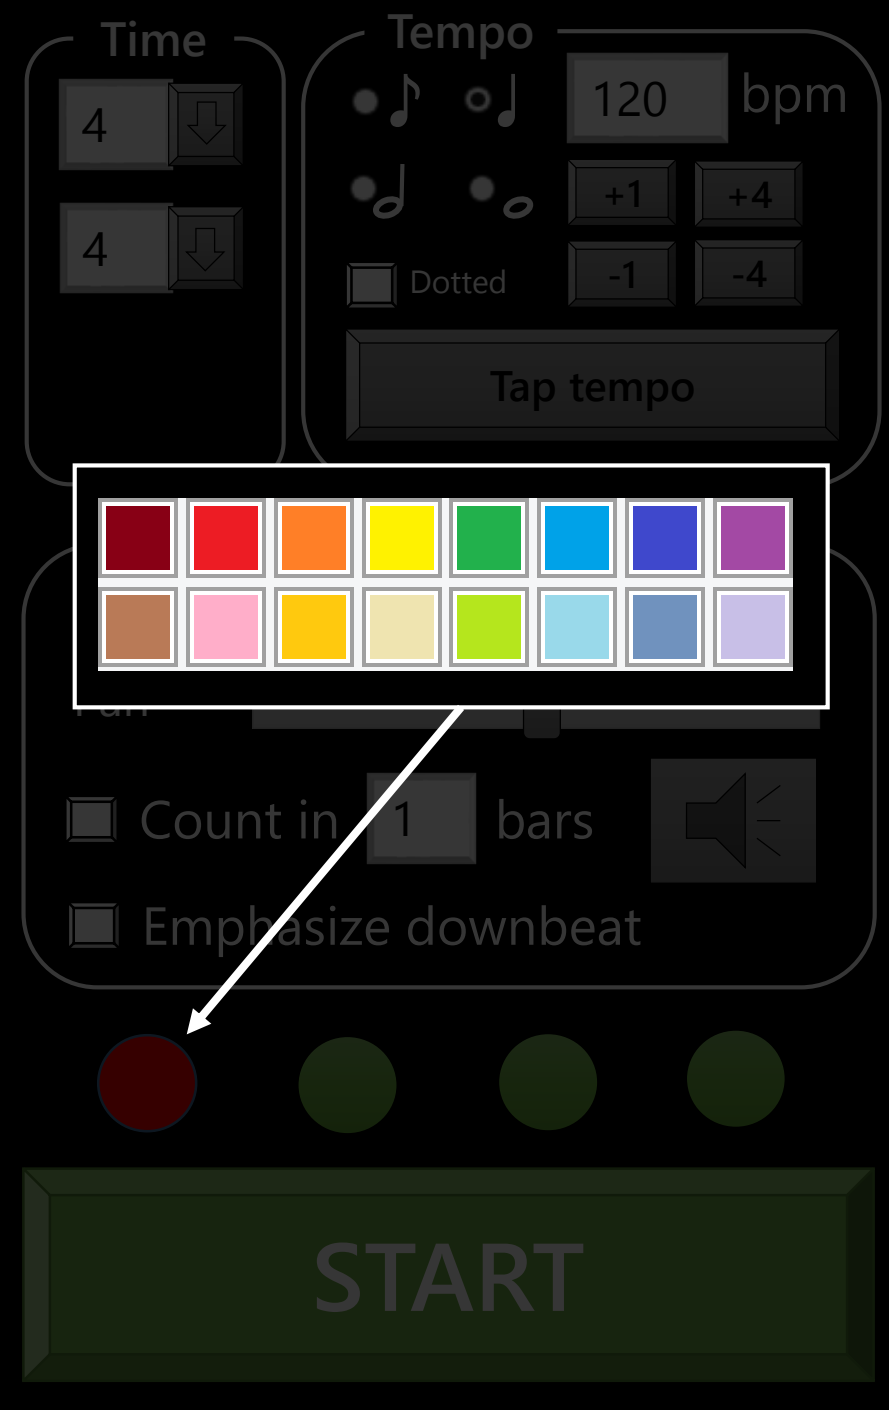 Time
Tempo
4
120 bpm
4
+1 +4
-1 -4
Dotted
Tap tempo
Count in 1 bars
Emphasize downbeat
START